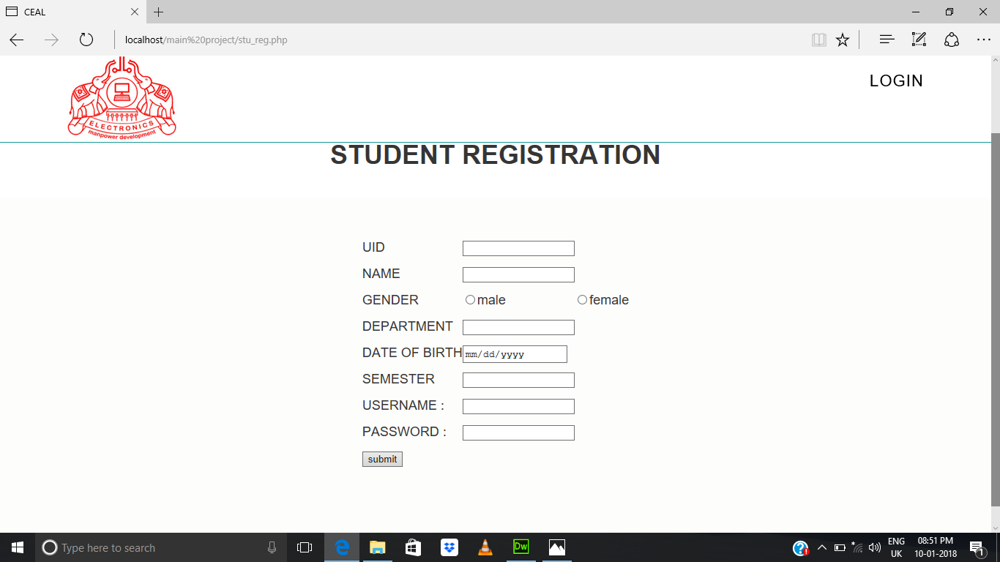 CEAL
localhost/main%20project/stu_reg.php
LOGIN
ELECTRONICS
manpower development
STUDENT REGISTRATION
UID
NAME
GENDER male female
DEPARTMENT
DATE OF BIRTH mm/dd/yyyy
SEMESTER
USERNAME :
PASSWORD :
submit
Type here to search
Dw
ENG 08:51 PM
UK 10-01-2018
1